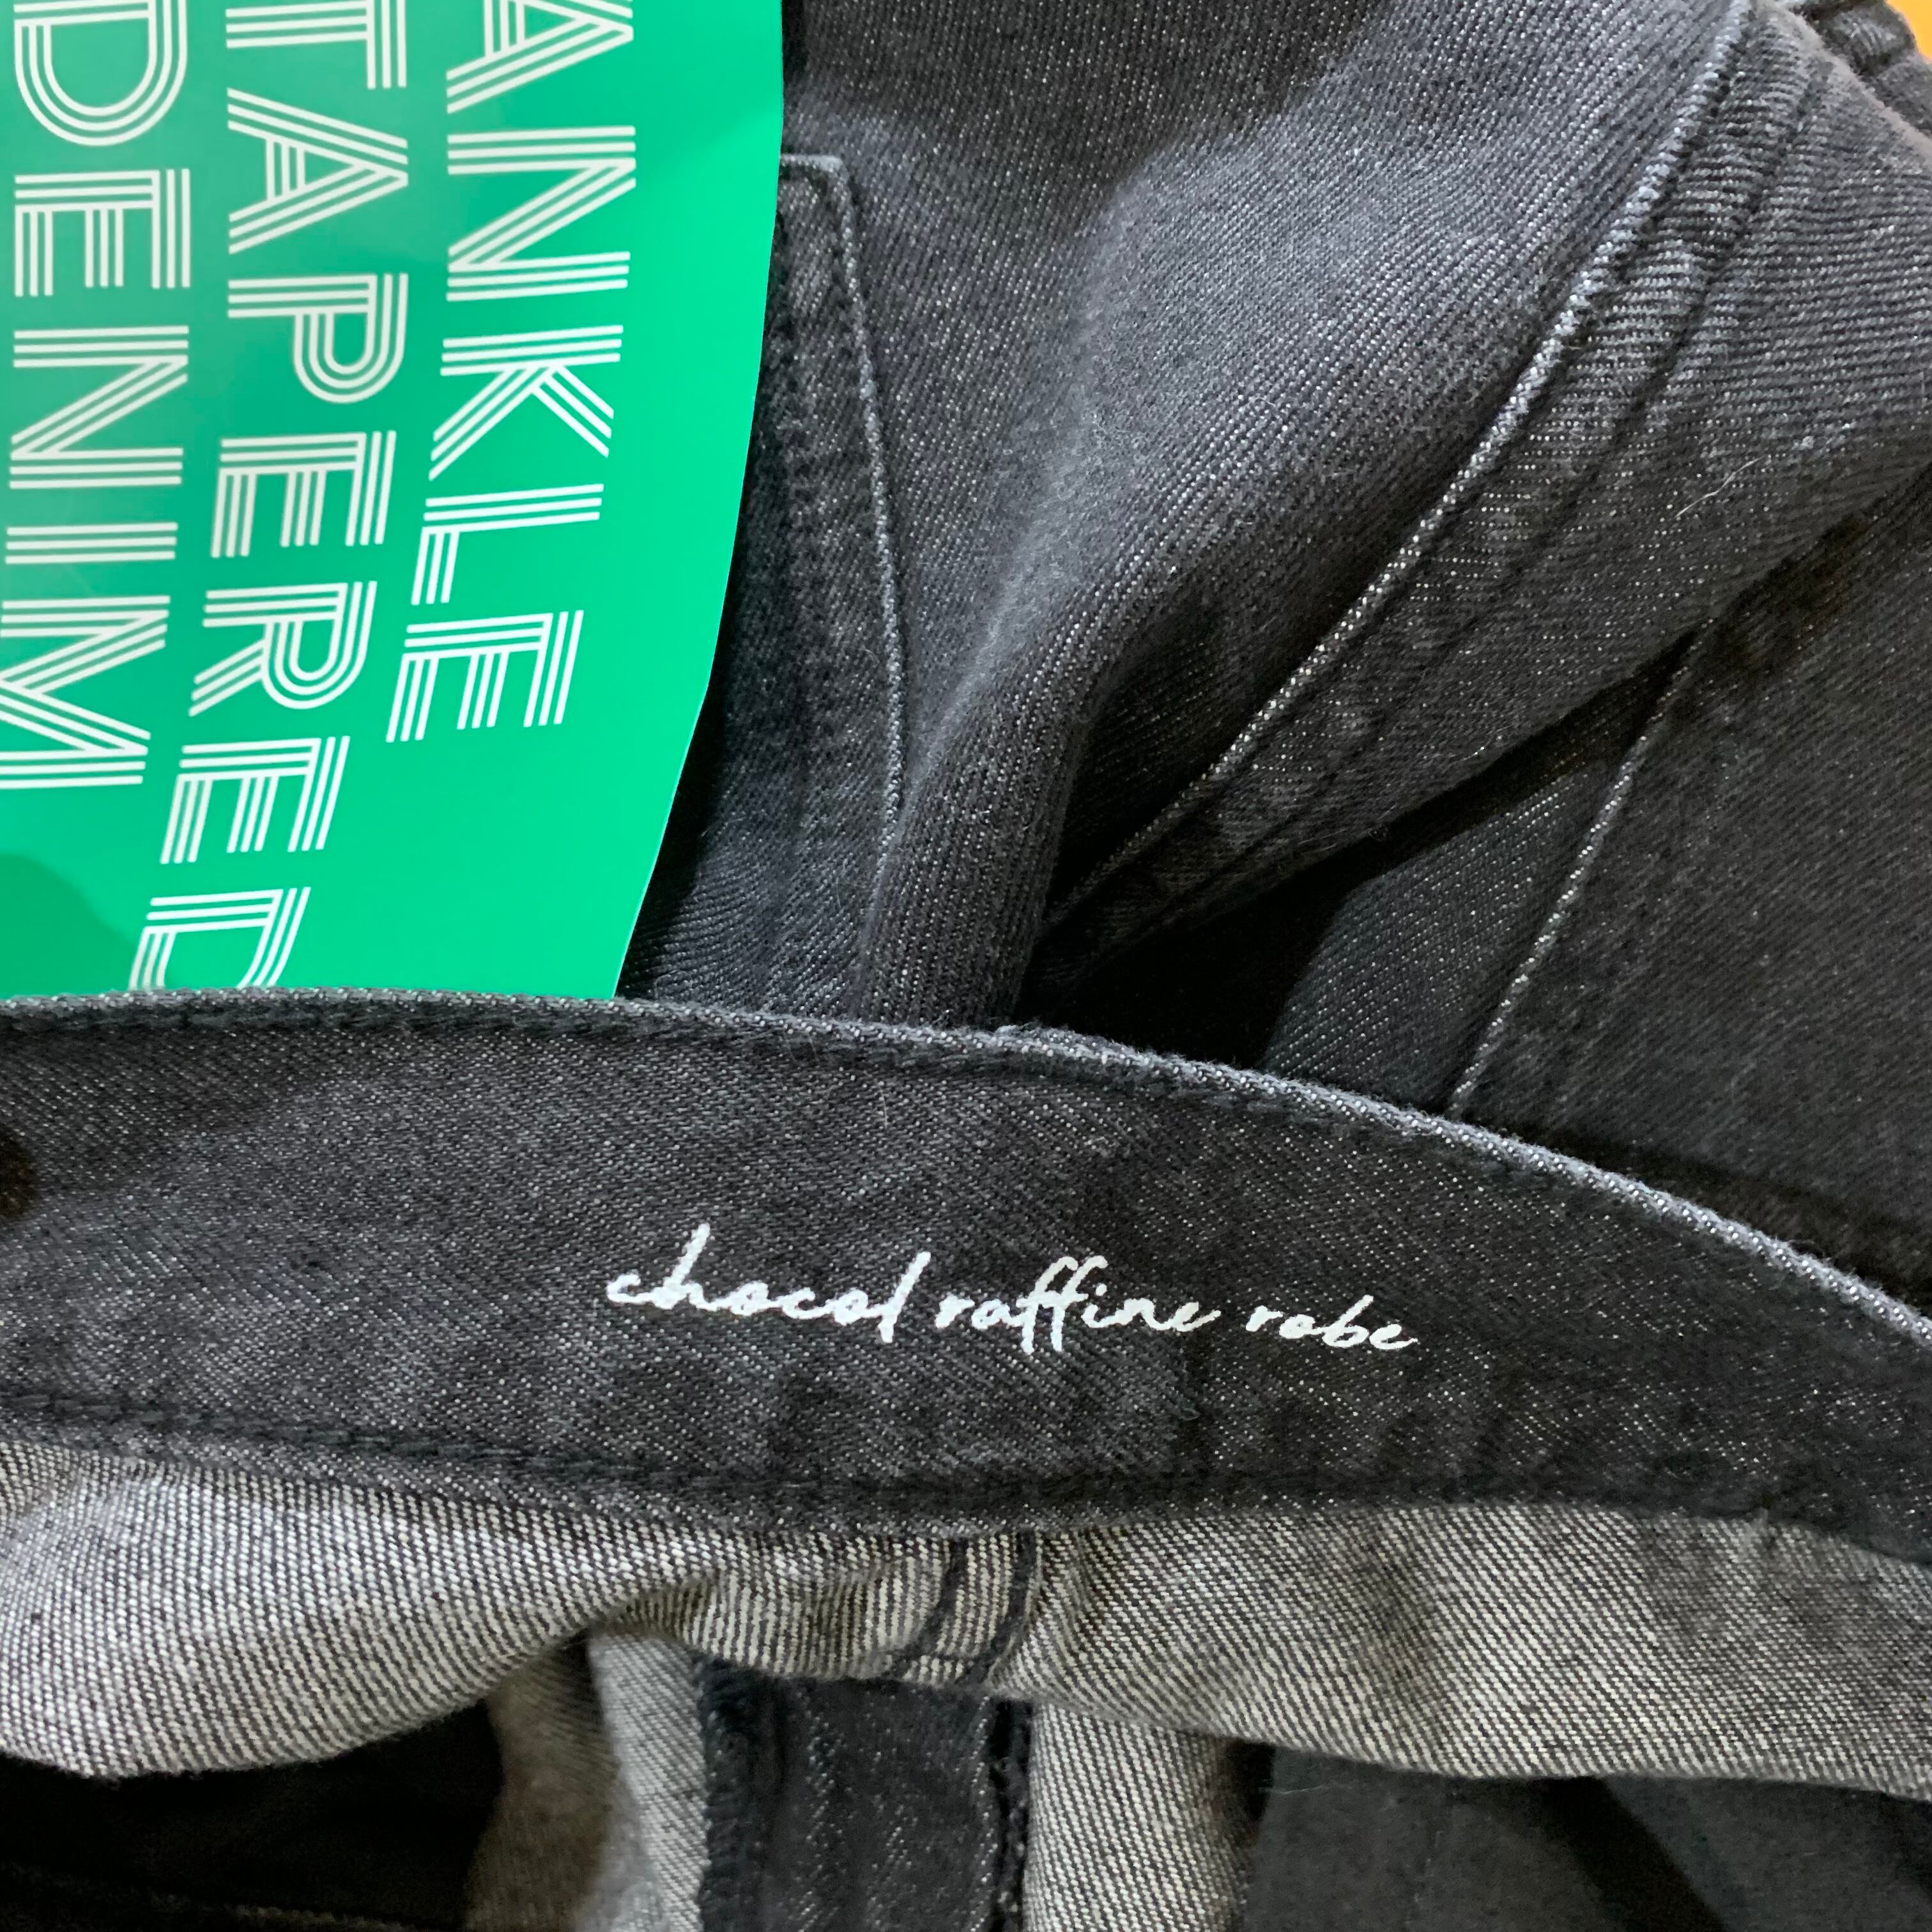 ANKLE
TAPERED
DENIM
chocol raffine robe